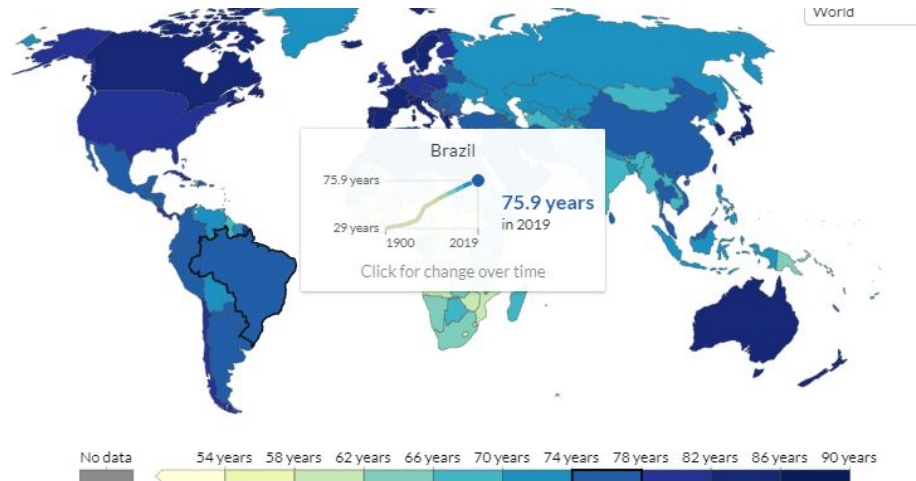 World
Brazil
75.9 years
75.9 years
in 2019
29 years
1900 2019
Click for change over time
No data 54 years 58 years 62 years 66 years 70 years 74 years 78 years 82 years 86 years 90 years